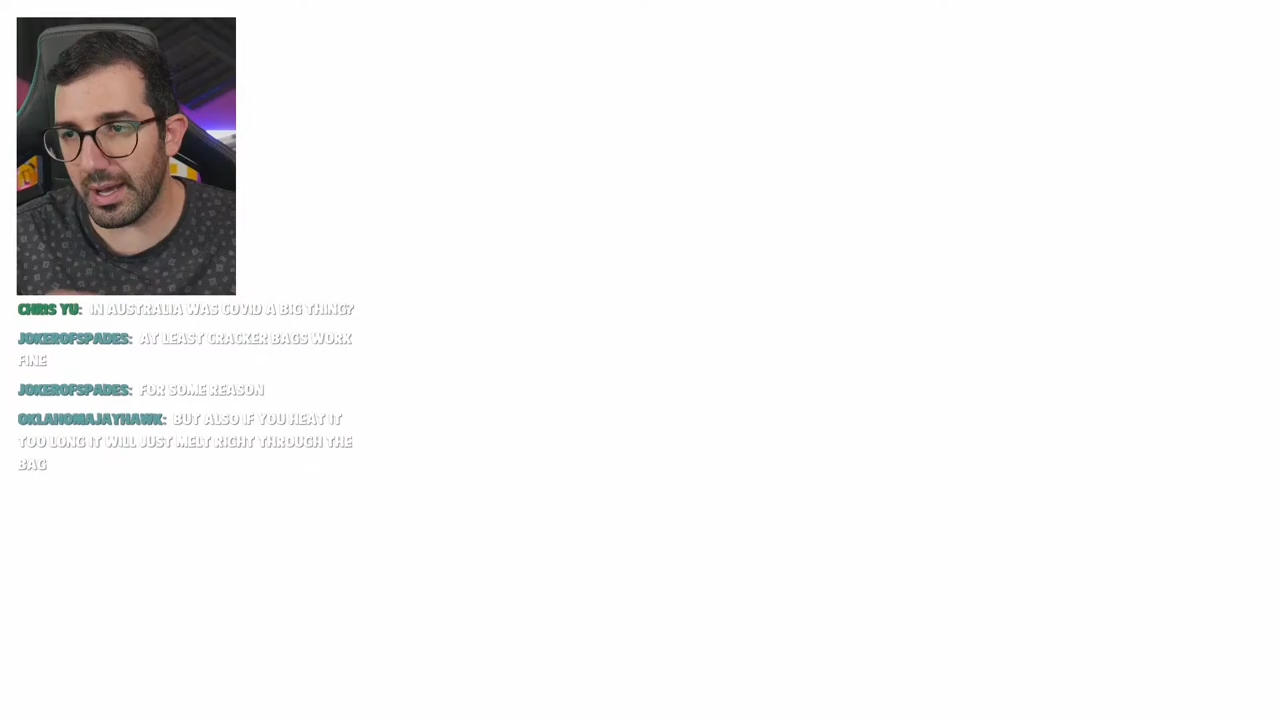 CHRIS YU: IN AUSTRALIA WAS COVID A BIG THING?
JOKEROFSPADES: AT LEAST CRACKER BAGS WORK
FINE
JOKEROFSPADES: FOR SOME REASON
OKLAHOMAJAYHAWK: BUT ALSO IF YOU HEAT IT
TOO LONG IT WILL JUST MELT RIGHT THROUGH THE
BAG